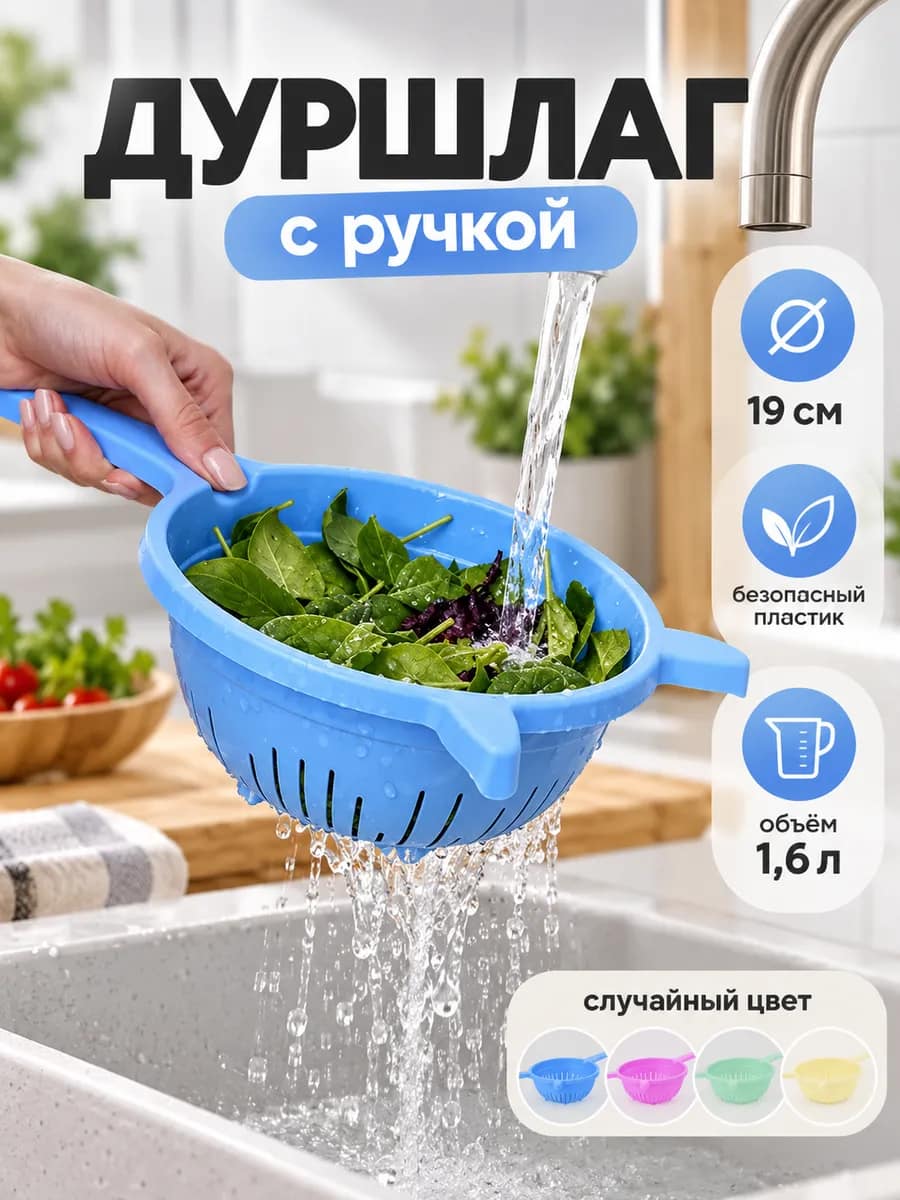 ДУРШЛАГ
с ручкой
19 см
безопасный
пластик
объём
1,6 л
случайный цвет